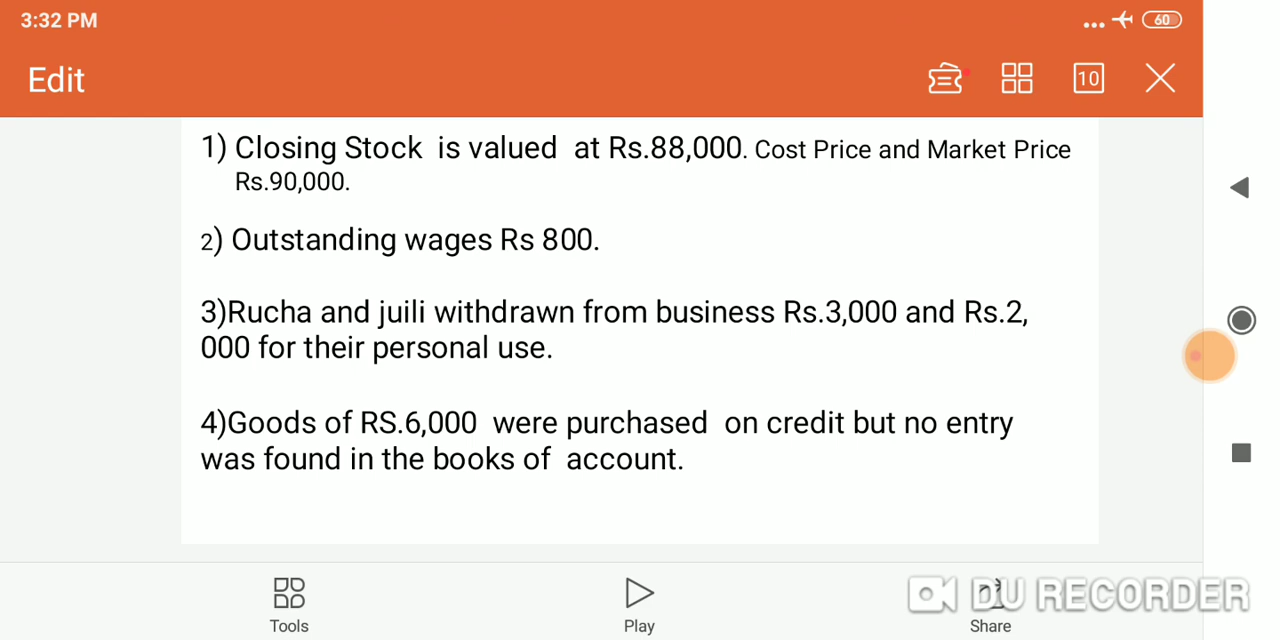 3:32 PM
60
Edit
10
1) Closing Stock is valued at Rs.88,000. Cost Price and Market Price
Rs.90,000.
2) Outstanding wages Rs 800.
3)Rucha and juili withdrawn from business Rs.3,000 and Rs.2,
000 for their personal use.
4)Goods of RS.6,000 were purchased on credit but no entry
was found in the books of account.
Tools
Play
Share
DU RECORDER